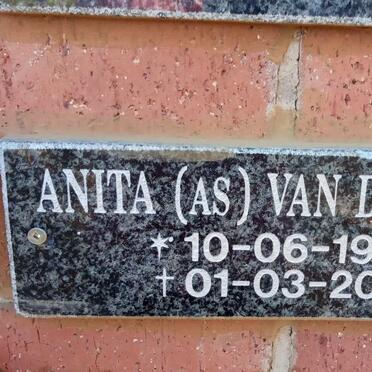 ANITA (AS) VAN D
* 10-06-19
† 01-03-20